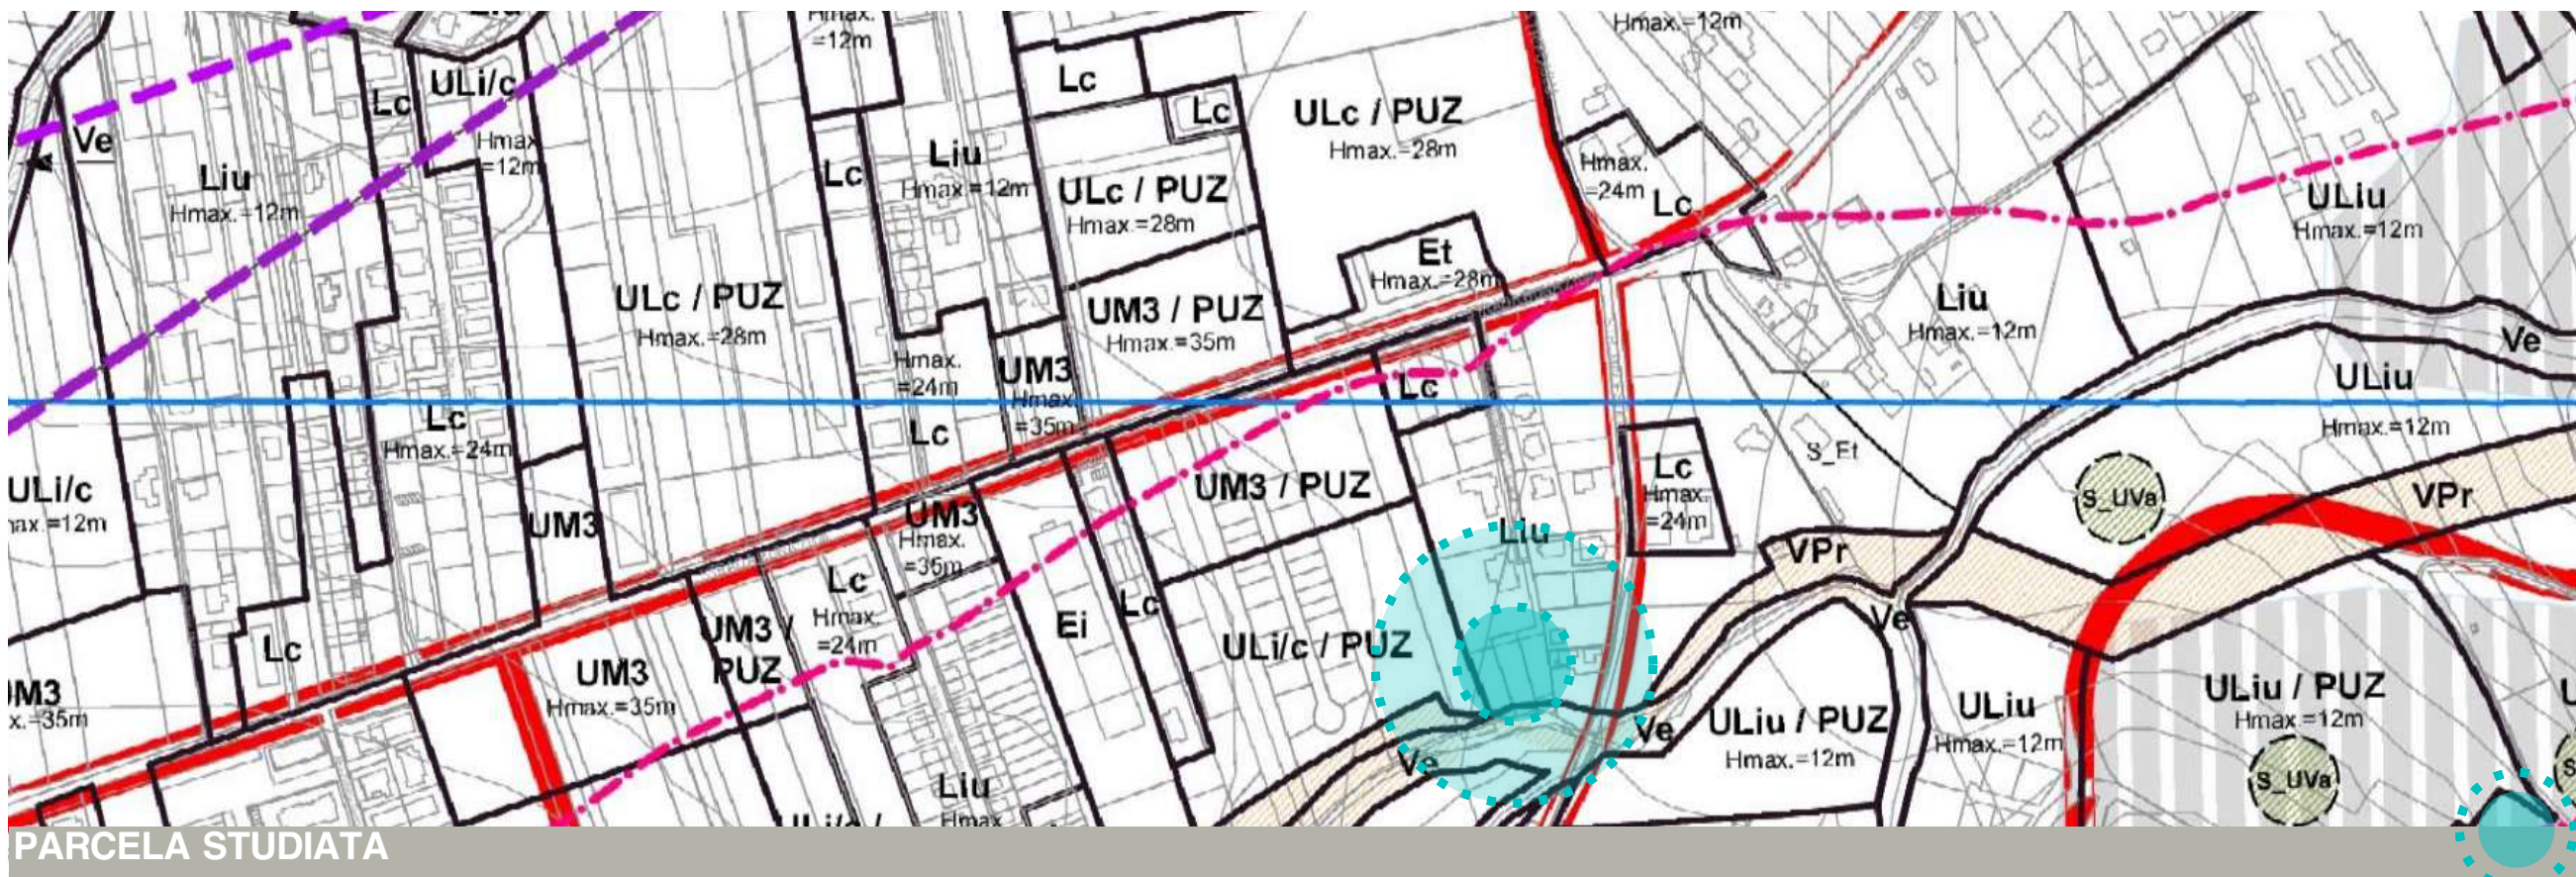 Hmax.
=12m
Hmax.=12m
Lc
ULi/c
Lc
Lc
Lc
ULc / PUZ
Hmax.=28m
Ve
Hmax
=12m
Liu
Hmax.=12m
Lc
Liu
Hmax.=12m
ULc / PUZ
Hmax.=28m
Hmax.
=24m
Lc
ULiu
Hmax.=12m
Et
Hmax.=28m
ULc / PUZ
Hmax.=28m
UM3 / PUZ
Hmax.=35m
Liu
Hmax.=12m
Ve
Hmax.
=24m
UM3
Hmax.
=35m
Lc
ULiu
Hmax.=12m
Lc
Hmax.=24m
Lc
S_Et
Lc
Hmax.
=24m
ULi/c
UM3
UM3
Hmax.
=35m
UM3 / PUZ
Liu
S_UVa
VPr
VPr
Lc
Hmax.
=24m
Ei
Lc
Ve
Lc
UM3 /
PUZ
ULi/c / PUZ
UM3
Hmax.=35m
ULiu / PUZ
Hmax.=12m
ULiu
Hmax.=12m
ULiu / PUZ
Hmax.=12m
Ve
Ve
Liu
Hmax
S_UVa
PARCELA STUDIATA